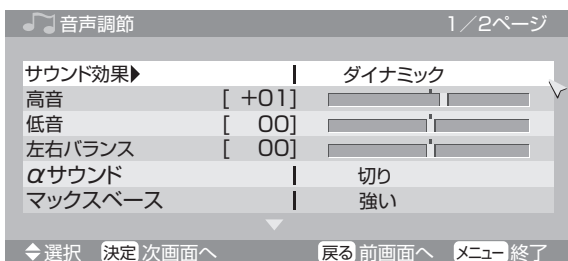 音声調節 1／2ページ
サウンド効果 ダイナミック
高音 [ +01]
低音 [ 00]
左右バランス [ 00]
αサウンド 切り
マックスベース 強い
選択 決定 次画面へ 戻る 前画面へ メニュー 終了